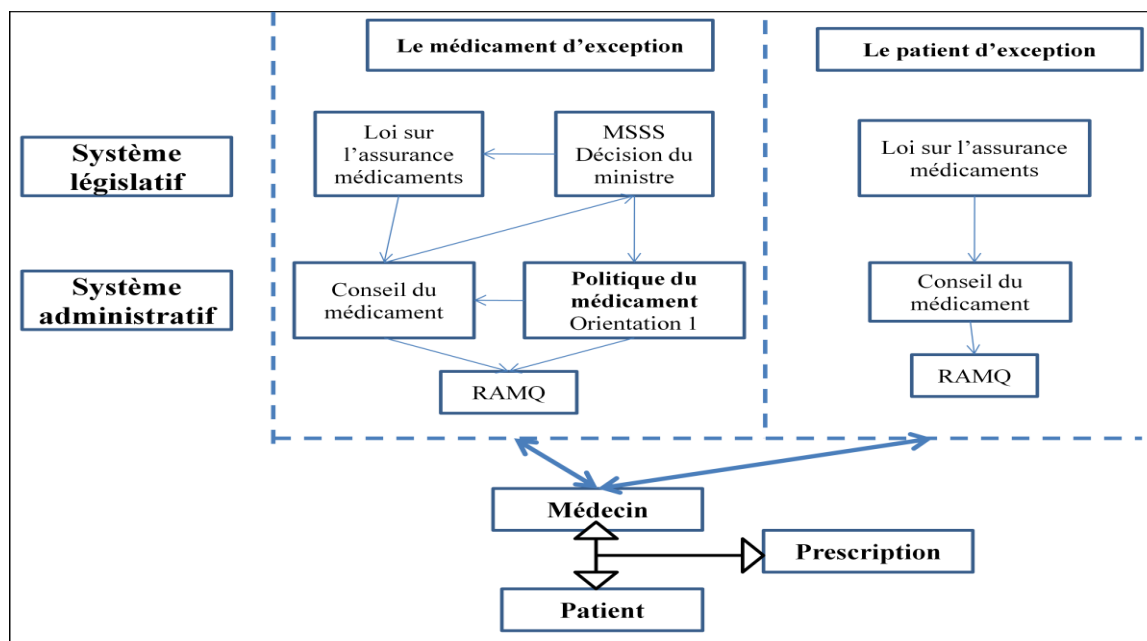 Le médicament d’exception
Le patient d’exception
Système
législatif
Loi sur
l’assurance
médicaments
MSSS
Décision du
ministre
Loi sur l’assurance
médicaments
Système
administratif
Conseil du
médicament
Politique du
médicament
Orientation 1
Conseil du
médicament
RAMQ
RAMQ
Médecin
Prescription
Patient